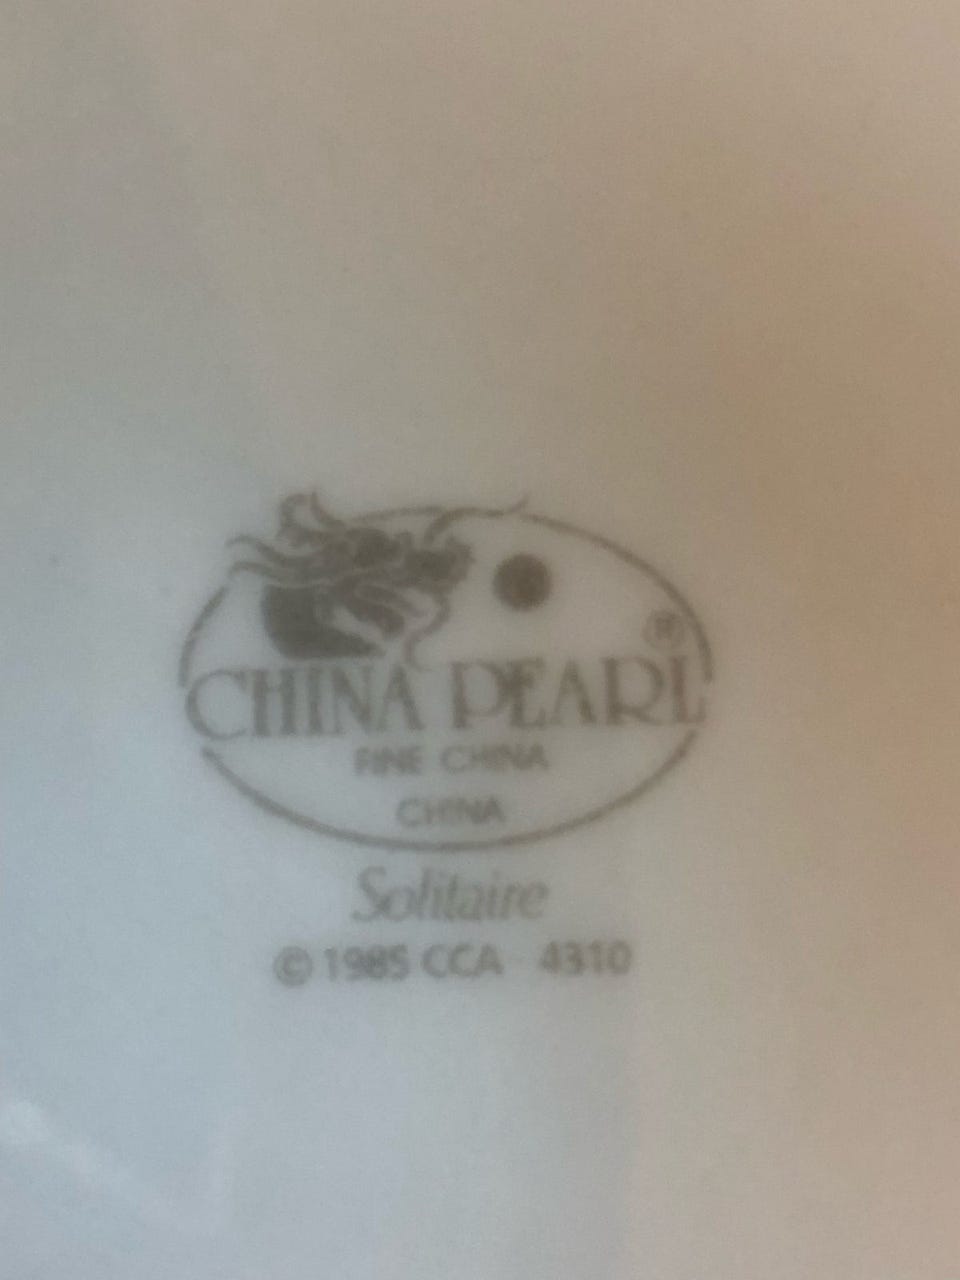 ®
CHINA PEARL
FINE CHINA
CHINA
Solitaire
© 1985 CCA 4310